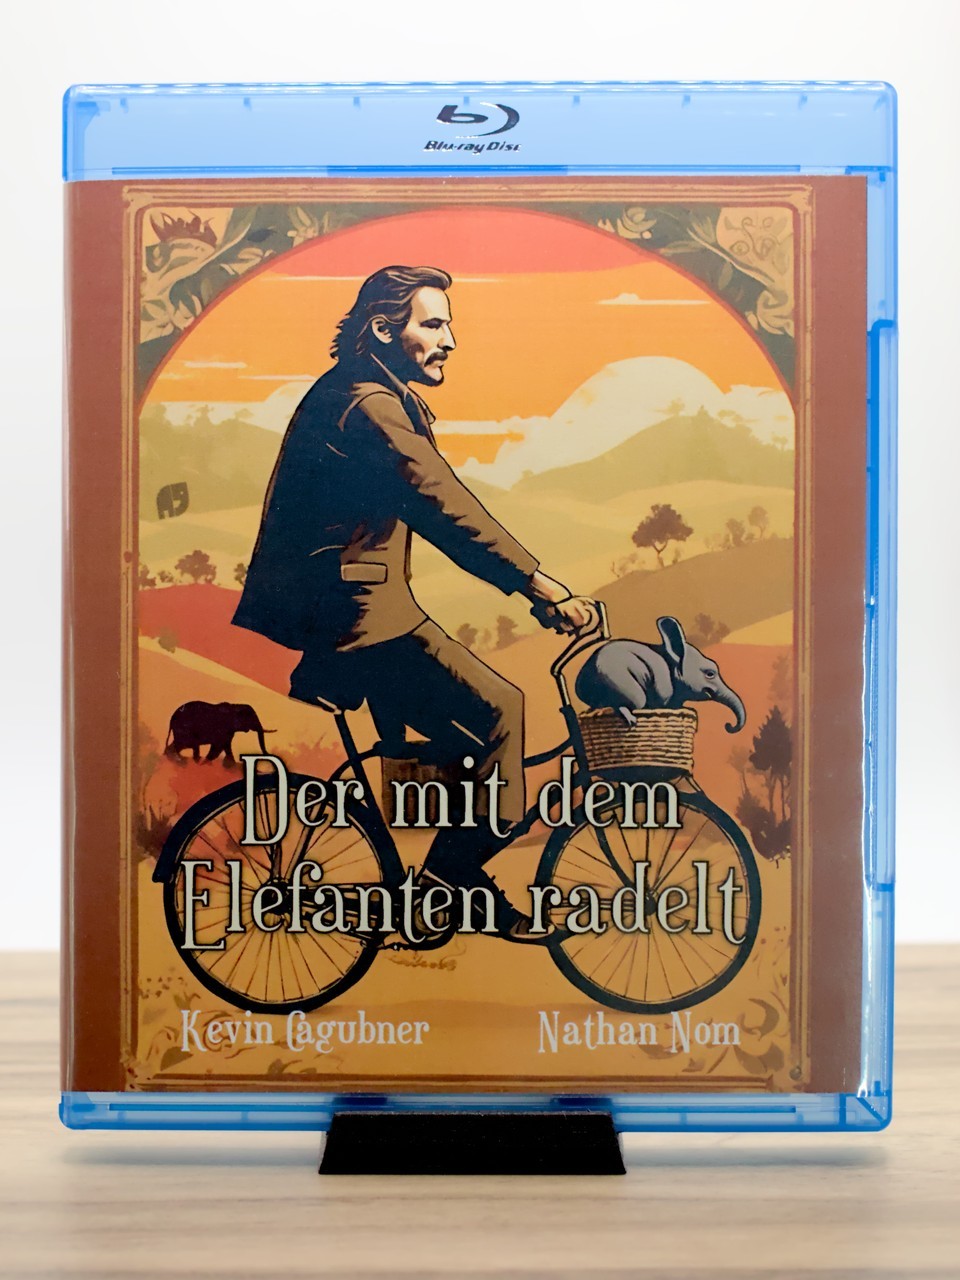 Blu-ray Disc
Der mit dem
Elefanten radelt
Kevin Cagubner
Nathan Nom